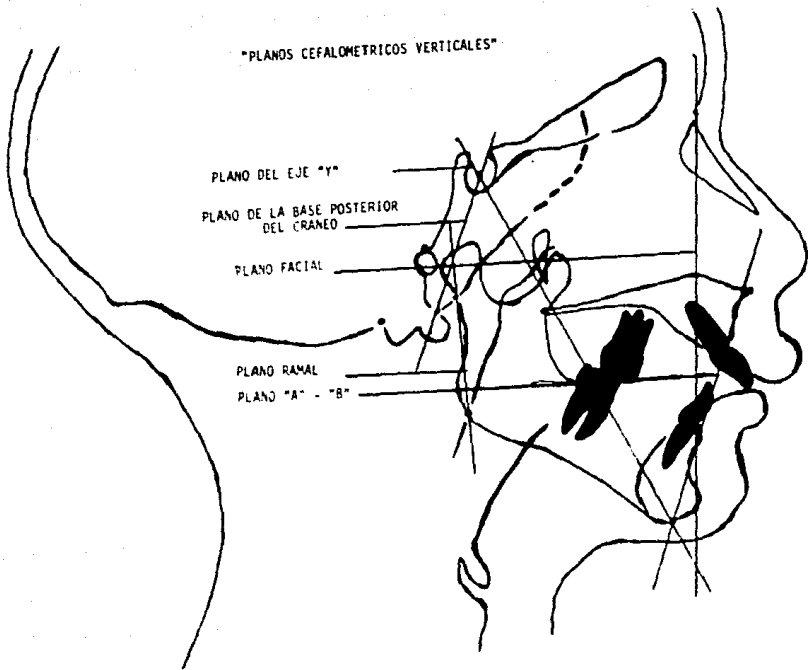 "PLANOS CEFALOMETRICOS VERTICALES"
PLANO DEL EJE "Y"
PLANO DE LA BASE POSTERIOR
DEL CRANEO
PLANO FACIAL
PLANO RAMAL
PLANO "A" - "B"